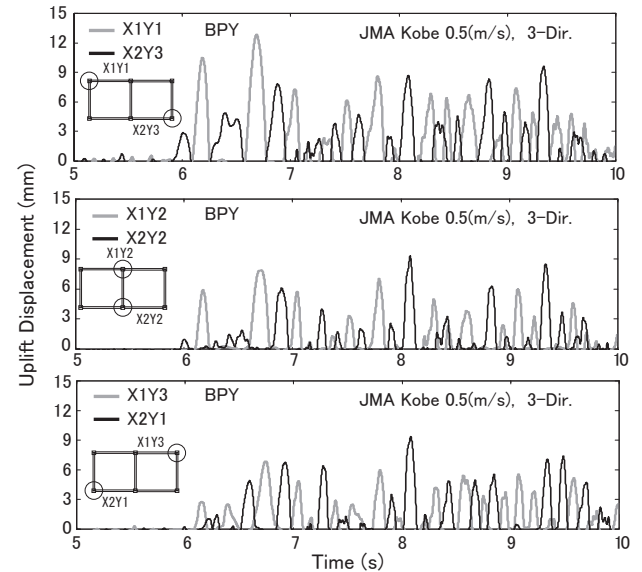 15
12
9
6
3
0
X1Y1
X2Y3
BPY
JMA Kobe 0.5(m/s), 3-Dir.
X1Y1
X2Y3
5 6 7 8 9 10
Uplift Displacement (mm)
15
12
9
6
3
0
X1Y2
X2Y2
BPY
JMA Kobe 0.5(m/s), 3-Dir.
X1Y2
X2Y2
5 6 7 8 9 10
15
12
9
6
3
0
X1Y3
X2Y1
BPY
JMA Kobe 0.5(m/s), 3-Dir.
X1Y3
X2Y1
5 6 7 8 9 10
Time (s)